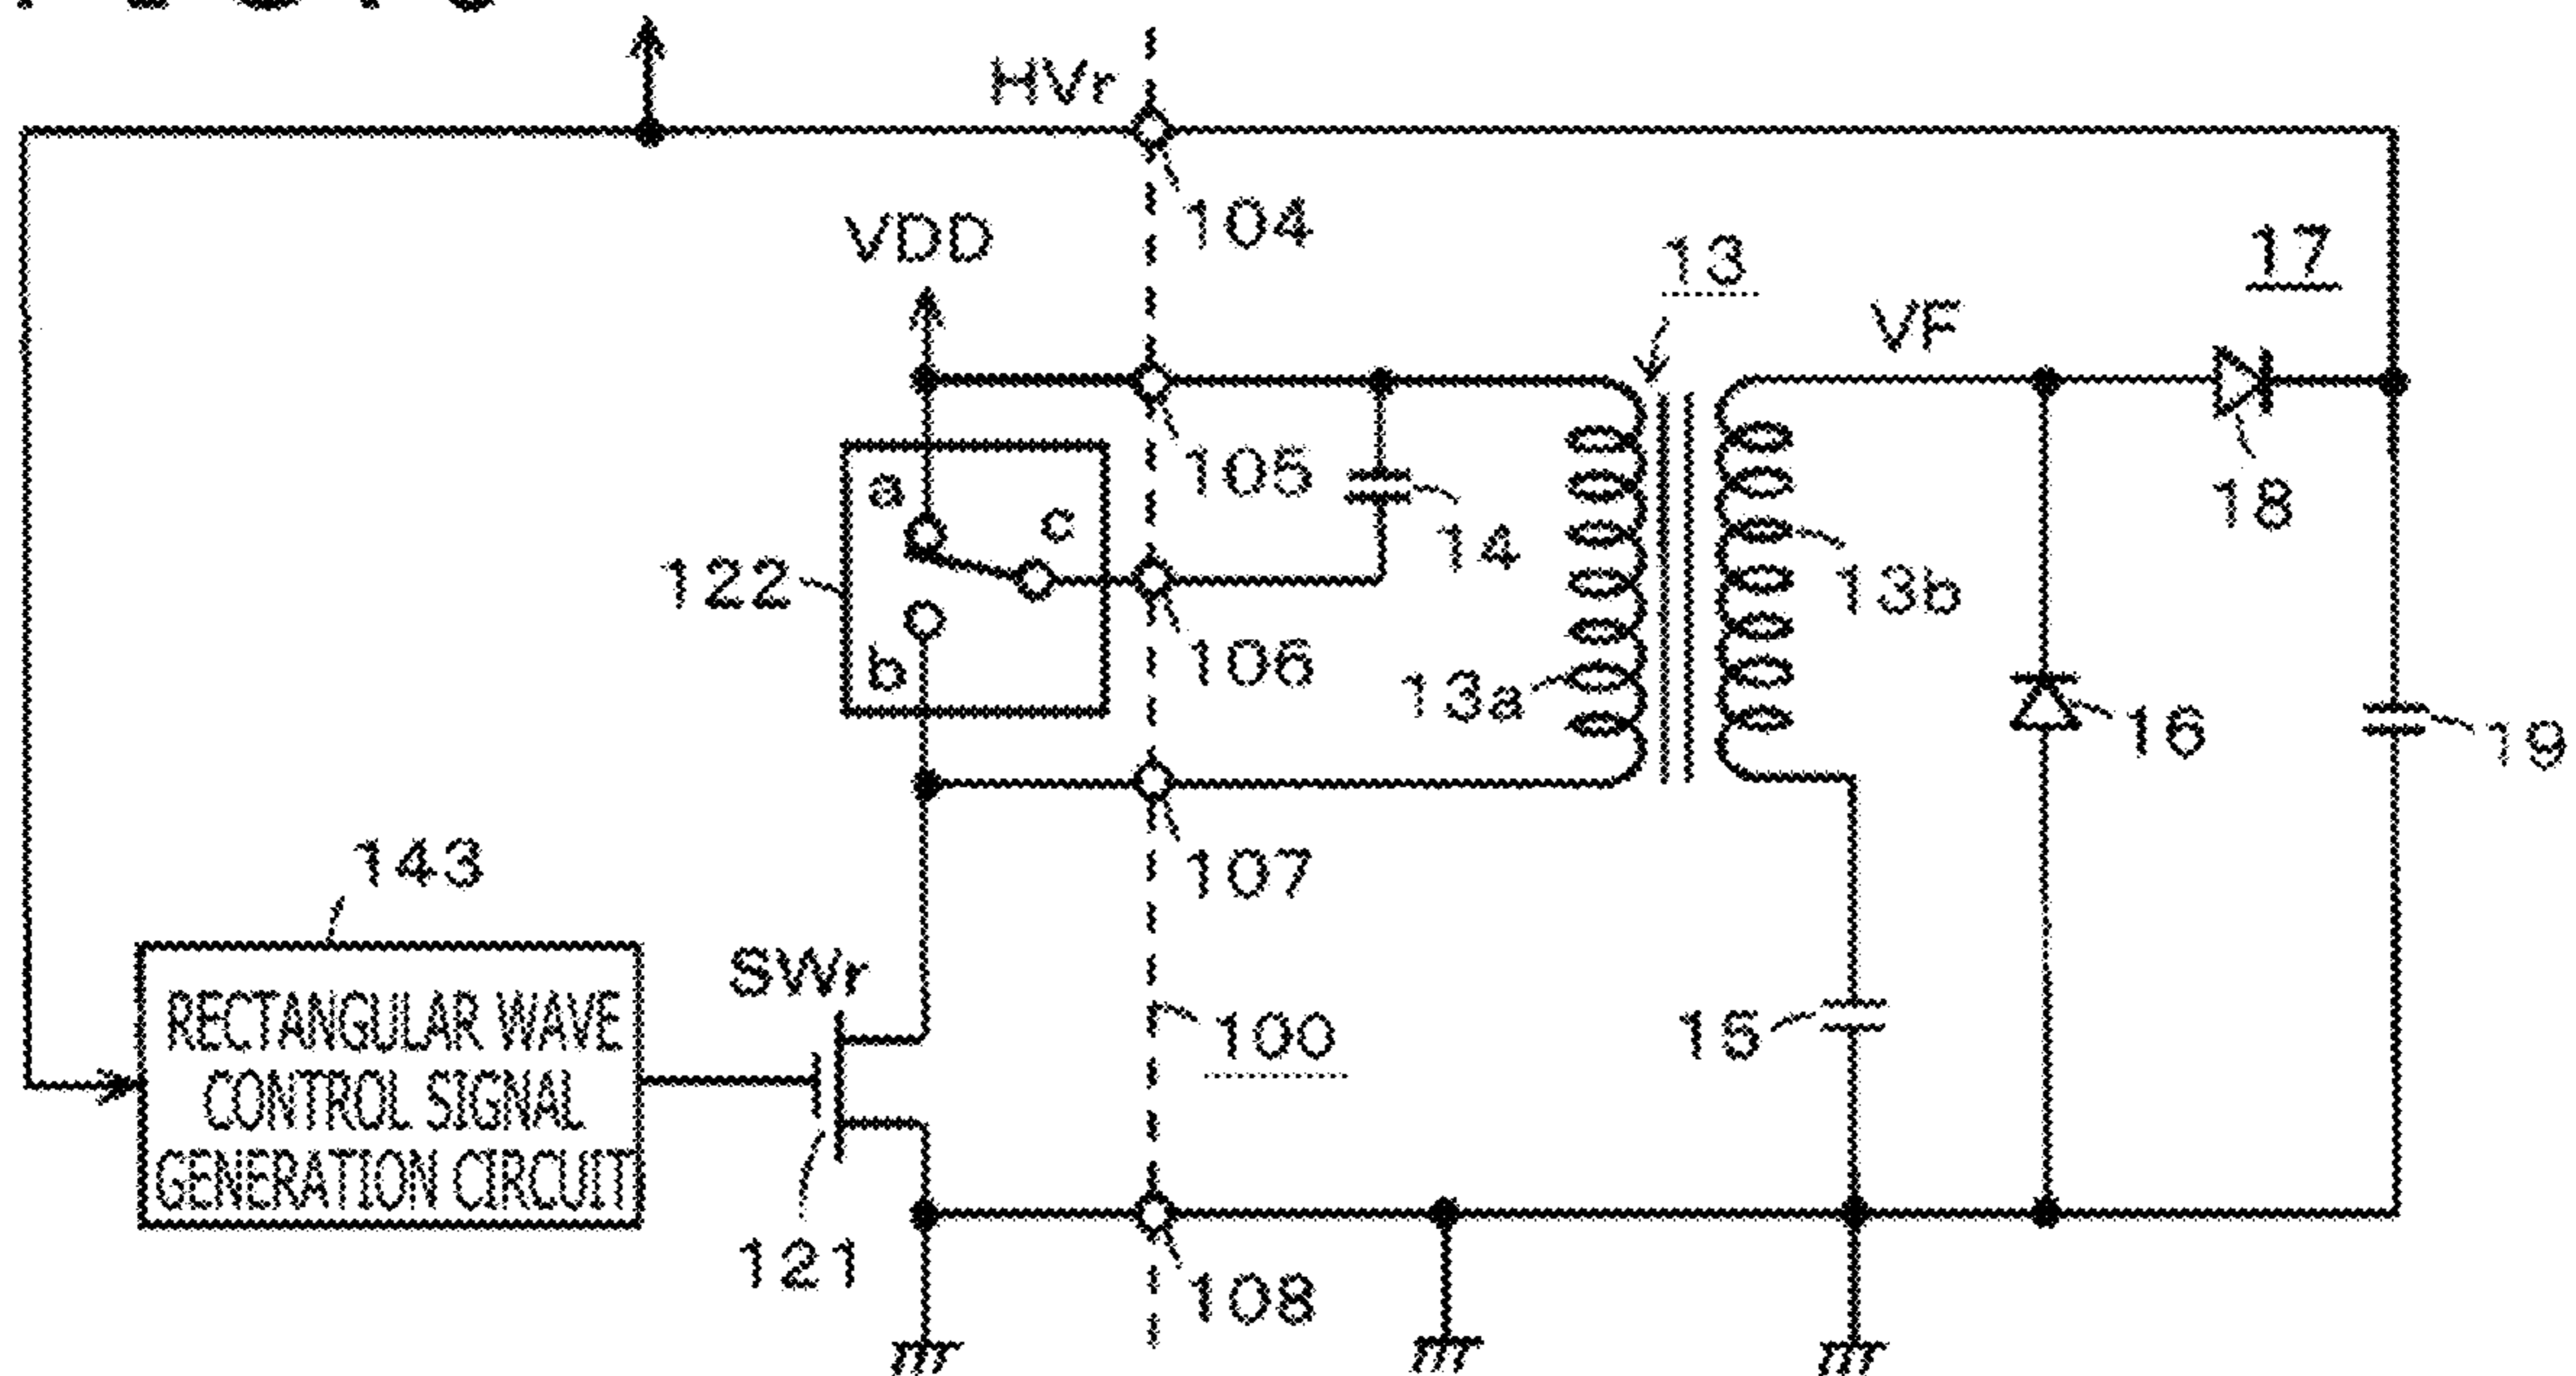 HVr
104
VDD
13
17
VF
a
105
c
14
18
122
13b
b
106
13a
16
19
143
107
SWr
RECTANGULAR WAVE
CONTROL SIGNAL
GENERATION CIRCUIT
100
15
121
108